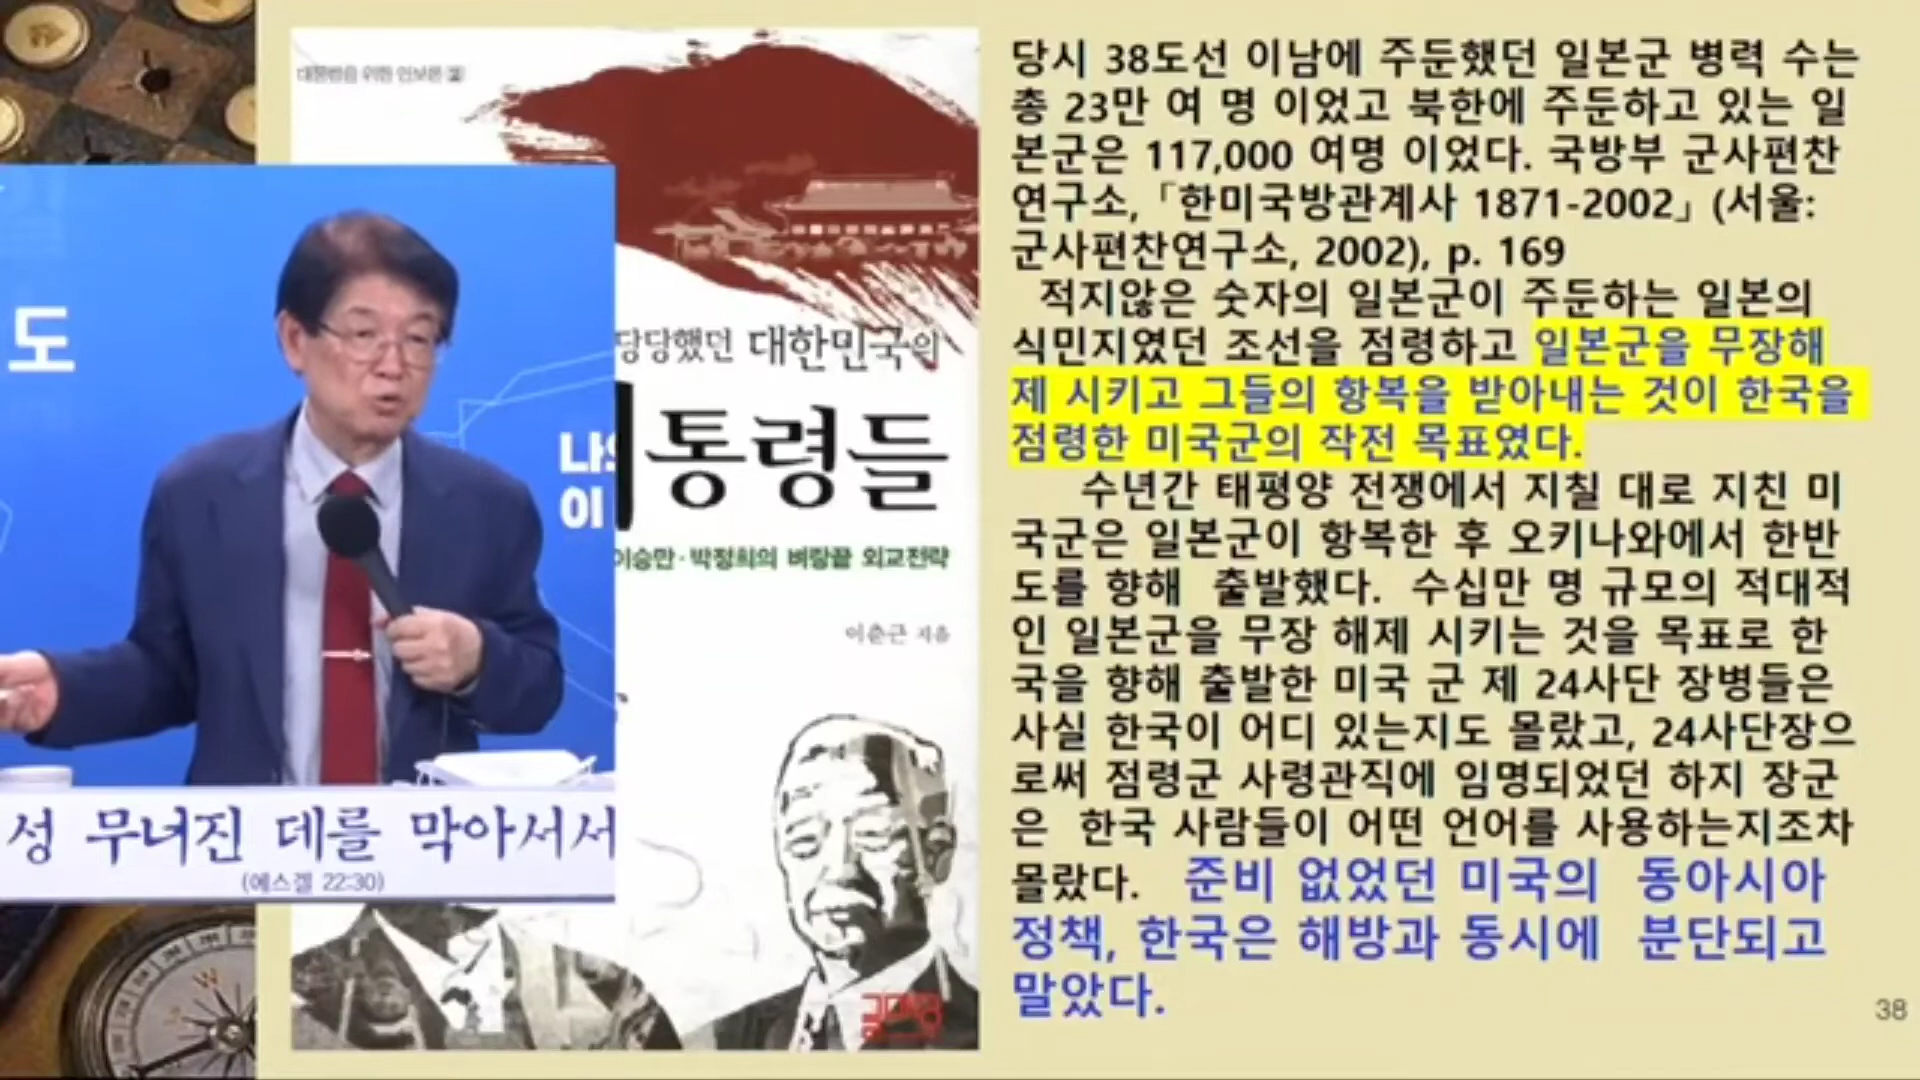 대한민국을 위한 안보론 2
당당했던 대한민국의
통령들
이승만·박정희의 벼랑끝 외교전략
이춘근 지음
글마당
도
나의
이
성 무너진 데를 막아서서
(에스겔 22:30)
당시 38도선 이남에 주둔했던 일본군 병력 수는
총 23만 여 명 이었고 북한에 주둔하고 있는 일
본군은 117,000 여명 이었다. 국방부 군사편찬
연구소, 「한미국방관계사 1871-2002」 (서울:
군사편찬연구소, 2002), p. 169
적지않은 숫자의 일본군이 주둔하는 일본의
식민지였던 조선을 점령하고 일본군을 무장해
제 시키고 그들의 항복을 받아내는 것이 한국을
점령한 미국군의 작전 목표였다.
수년간 태평양 전쟁에서 지칠 대로 지친 미
국군은 일본군이 항복한 후 오키나와에서 한반
도를 향해 출발했다. 수십만 명 규모의 적대적
인 일본군을 무장 해제 시키는 것을 목표로 한
국을 향해 출발한 미국 군 제 24사단 장병들은
사실 한국이 어디 있는지도 몰랐고, 24사단장으
로써 점령군 사령관직에 임명되었던 하지 장군
은 한국 사람들이 어떤 언어를 사용하는지조차
몰랐다. 준비 없었던 미국의 동아시아
정책, 한국은 해방과 동시에 분단되고
말았다.
38